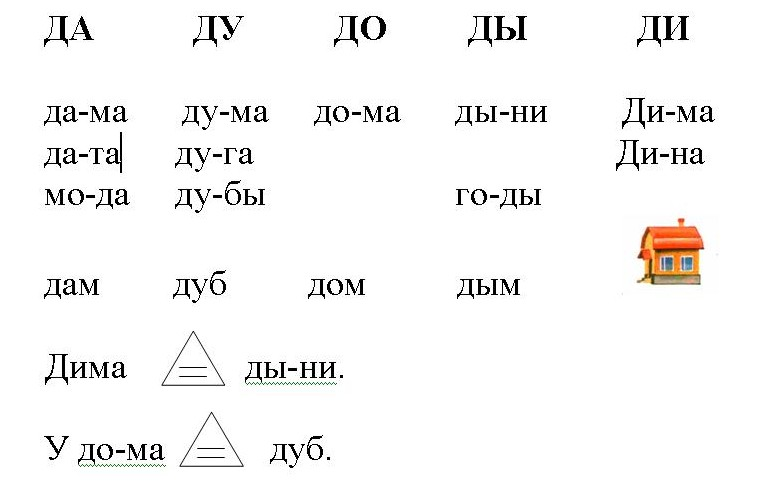 ДА ДУ ДО ДЫ ДИ
да-ма ду-ма до-ма ды-ни Ди-ма
да-та ду-га Ди-на
мо-да ду-бы го-ды
дам дуб дом дым
Дима ды-ни.
У до-ма дуб.